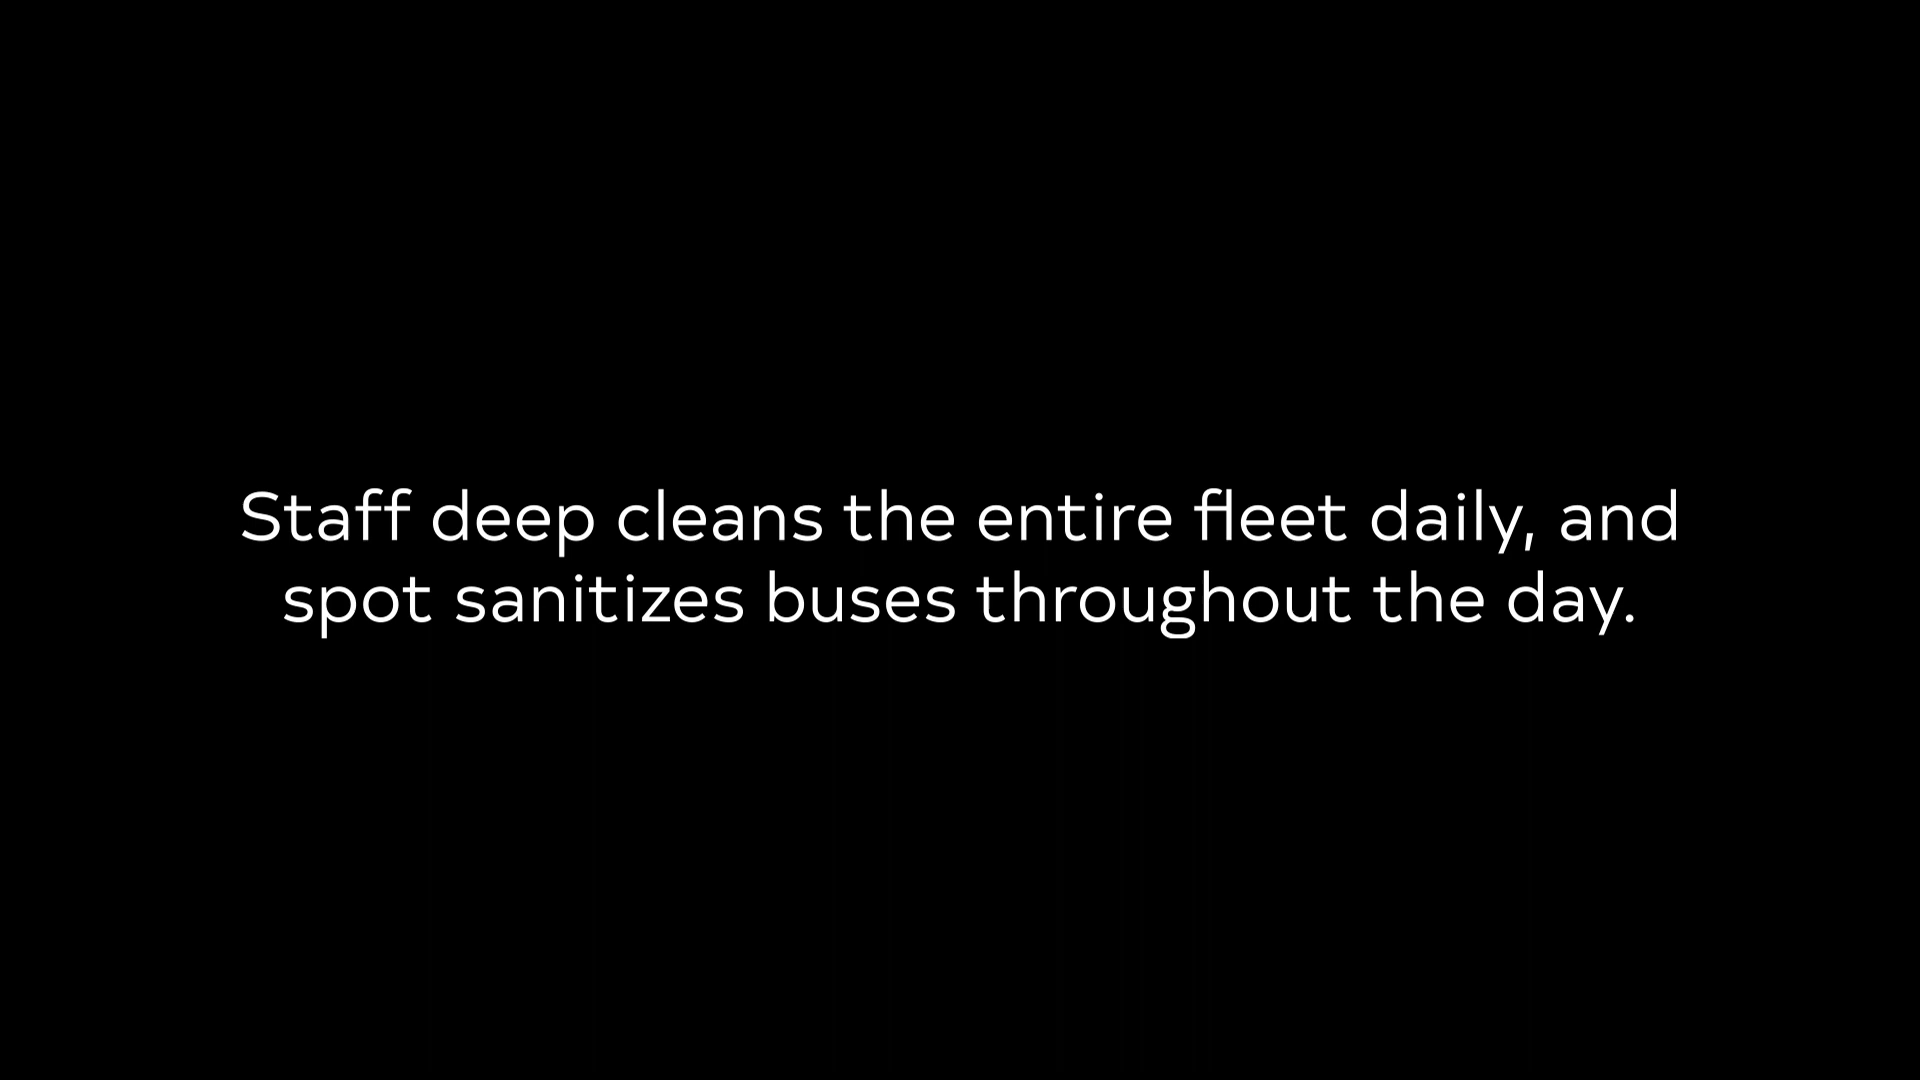 Staff deep cleans the entire fleet daily, and
spot sanitizes buses throughout the day.